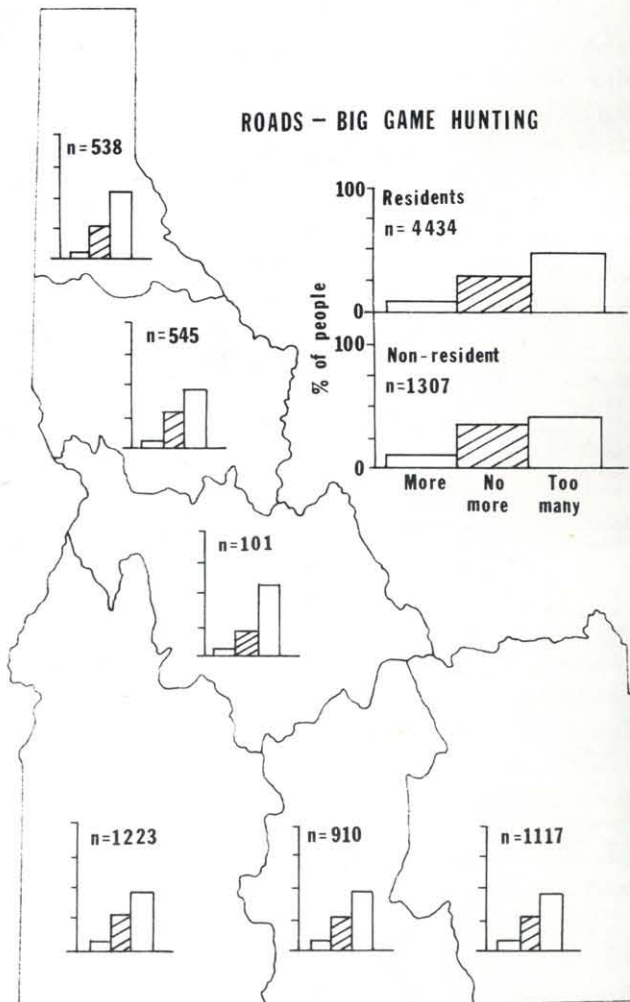 ROADS – BIG GAME HUNTING
n=538
100
Residents
n= 4434
0
n=545
% of people
100
Non-resident
n=1307
0
More No more Too many
n=101
n=1223
n=910
n=1117